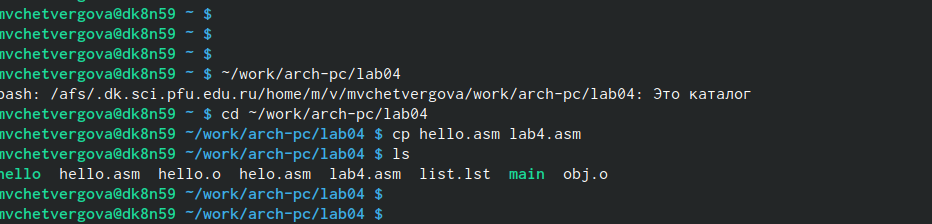 mvchetvergova@dk8n59 ~ $
mvchetvergova@dk8n59 ~ $
mvchetvergova@dk8n59 ~ $
mvchetvergova@dk8n59 ~ $ ~/work/arch-pc/lab04
bash: /afs/.dk.sci.pfu.edu.ru/home/m/v/mvchetvergova/work/arch-pc/lab04: Это каталог
mvchetvergova@dk8n59 ~ $ cd ~/work/arch-pc/lab04
mvchetvergova@dk8n59 ~/work/arch-pc/lab04 $ cp hello.asm lab4.asm
mvchetvergova@dk8n59 ~/work/arch-pc/lab04 $ ls
hello  hello.asm  hello.o  helo.asm  lab4.asm  list.lst  main  obj.o
mvchetvergova@dk8n59 ~/work/arch-pc/lab04 $
mvchetvergova@dk8n59 ~/work/arch-pc/lab04 $